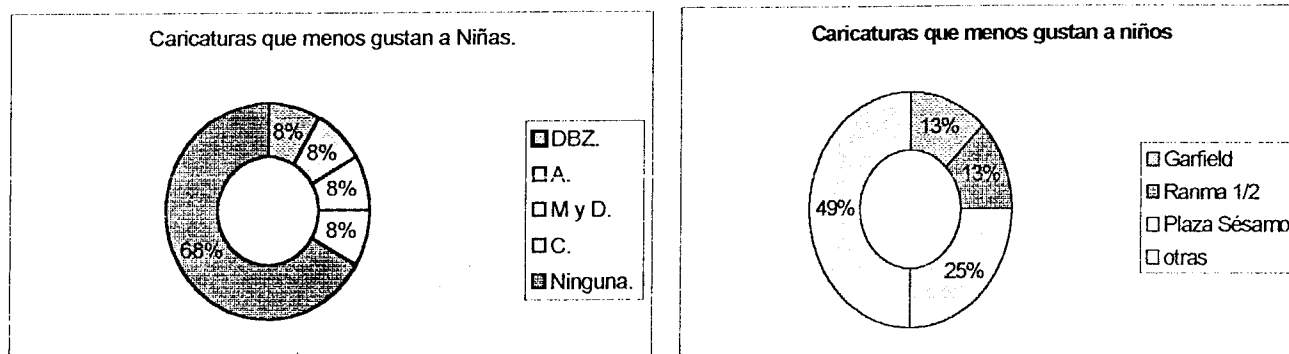 Caricaturas que menos gustan a Niñas.
8%
8%
8%
8%
68%
DBZ.
A.
M y D.
C.
Ninguna.
Caricaturas que menos gustan a niños
13%
13%
25%
49%
Garfield
Ranma 1/2
Plaza Sésamo
otras